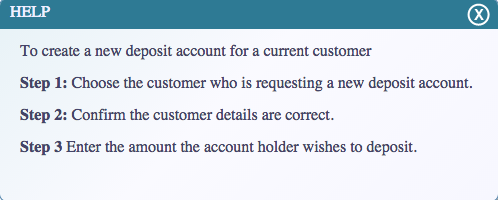 HELP
X
To create a new deposit account for a current customer
Step 1: Choose the customer who is requesting a new deposit account.
Step 2: Confirm the customer details are correct.
Step 3 Enter the amount the account holder wishes to deposit.